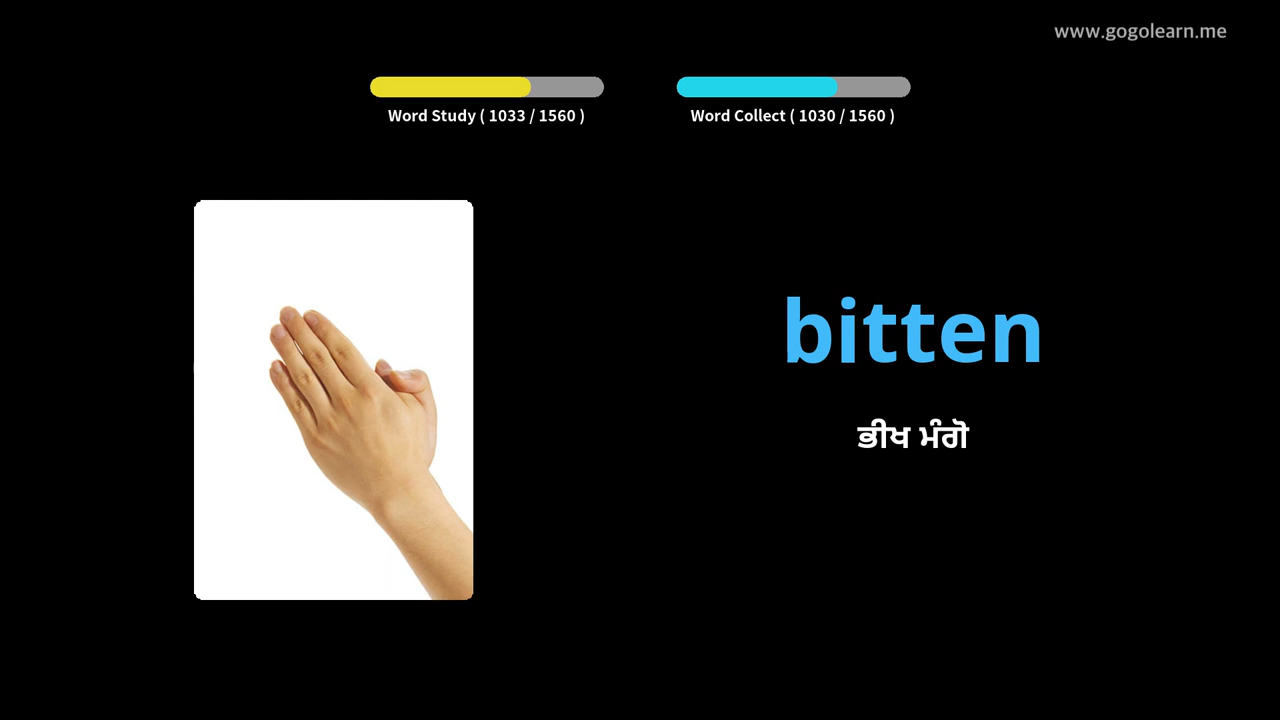 www.gogolearn.me
Word Study ( 1033 / 1560 )
Word Collect ( 1030 / 1560 )
bitten
ਭੀਖ ਮੰਗੋ